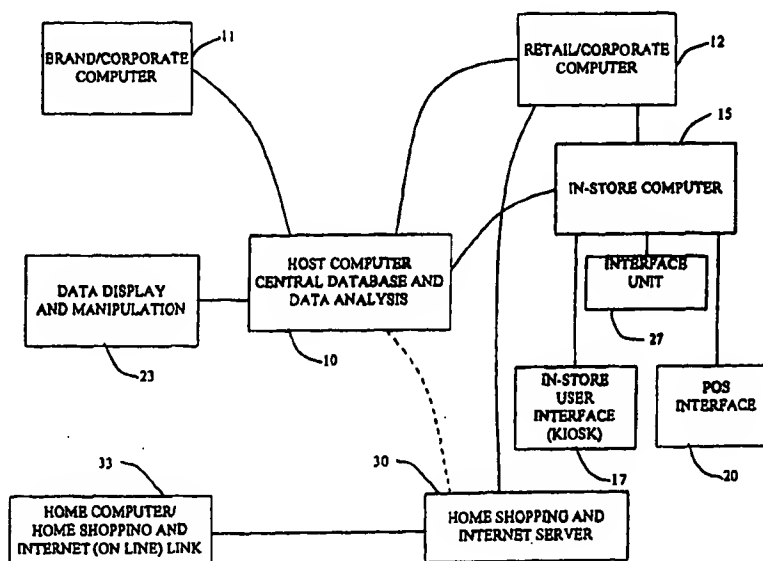 11
BRAND/CORPORATE
COMPUTER
RETAIL/CORPORATE
COMPUTER
12
15
IN-STORE COMPUTER
HOST COMPUTER
CENTRAL DATABASE AND
DATA ANALYSIS
10
INTERFACE
UNIT
27
DATA DISPLAY
AND MANIPULATION
23
IN-STORE
USER
INTERFACE
(KIOSK)
17
POS
INTERFACE
20
33
HOME COMPUTER/
HOME SHOPPING AND
INTERNET (ON LINE) LINK
30
HOME SHOPPING AND
INTERNET SERVER